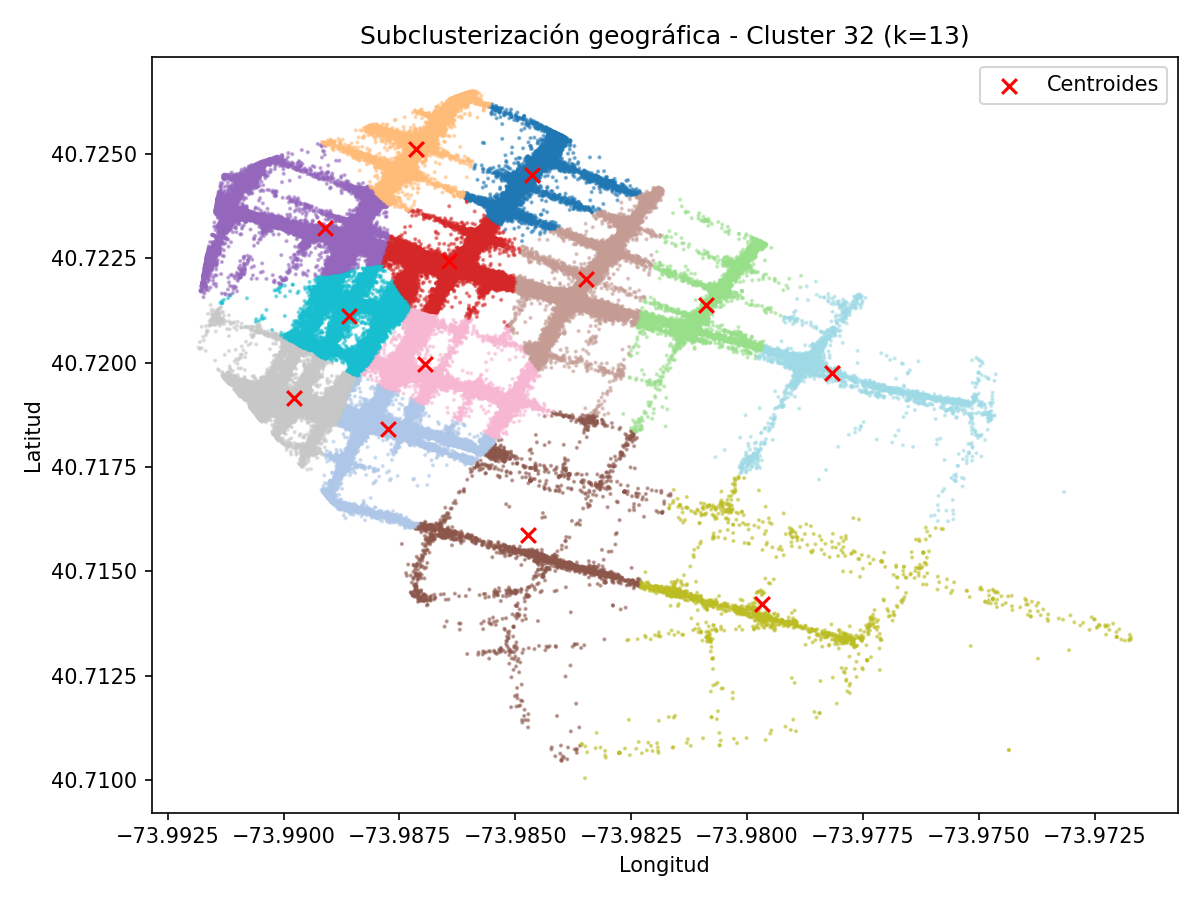 Subclusterización geográfica - Cluster 32 (k=13)
Centroides
40.7250
40.7225
40.7200
40.7175
40.7150
40.7125
40.7100
Latitud
−73.9925 −73.9900 −73.9875 −73.9850 −73.9825 −73.9800 −73.9775 −73.9750 −73.9725
Longitud